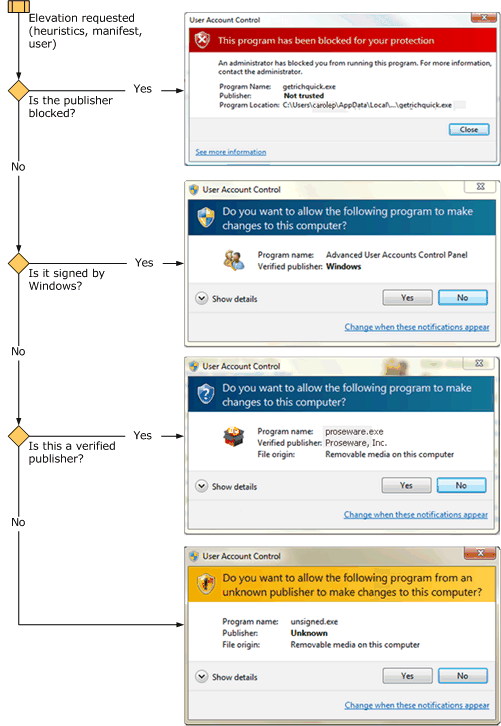 Elevation requested
(heuristics, manifest,
user)
Is the publisher
blocked?
Yes
User Account Control
This program has been blocked for your protection
An administrator has blocked you from running this program. For more information,
contact the administrator.
Program Name: getrichquick.exe
Publisher: Not trusted
Program Location: C:\Users\carolep\AppData\Local\...\getrichquick.exe
Close
See more information
No
Is it signed by
Windows?
Yes
User Account Control
Do you want to allow the following program to make
changes to this computer?
Program name: Advanced User Accounts Control Panel
Verified publisher: Windows
Show details
Yes
No
Change when these notifications appear
No
Is this a verified
publisher?
Yes
User Account Control
Do you want to allow the following program to make
changes to this computer?
Program name: proseware.exe
Verified publisher: Proseware, Inc.
File origin: Removable media on this computer
Show details
Yes
No
Change when these notifications appear
No
User Account Control
Do you want to allow the following program from an
unknown publisher to make changes to this computer?
Program name: unsigned.exe
Publisher: Unknown
File origin: Removable media on this computer
Show details
Yes
No
Change when these notifications appear